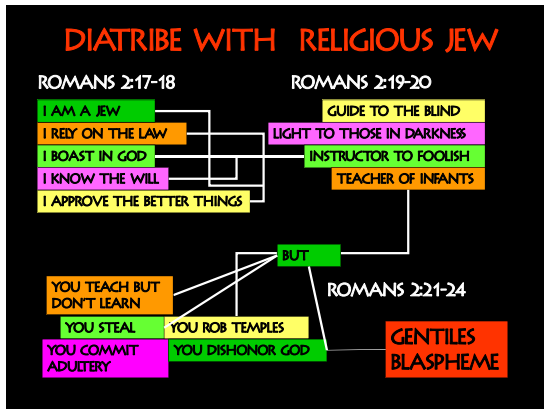 DIATRIBE WITH RELIGIOUS JEW
ROMANS 2:17-18
I AM A JEW
I RELY ON THE LAW
I BOAST IN GOD
I KNOW THE WILL
I APPROVE THE BETTER THINGS
ROMANS 2:19-20
GUIDE TO THE BLIND
LIGHT TO THOSE IN DARKNESS
INSTRUCTOR TO FOOLISH
TEACHER OF INFANTS
BUT
ROMANS 2:21-24
YOU TEACH BUT
DON'T LEARN
YOU STEAL
YOU ROB TEMPLES
YOU COMMIT
ADULTERY
YOU DISHONOR GOD
GENTILES
BLASPHEME